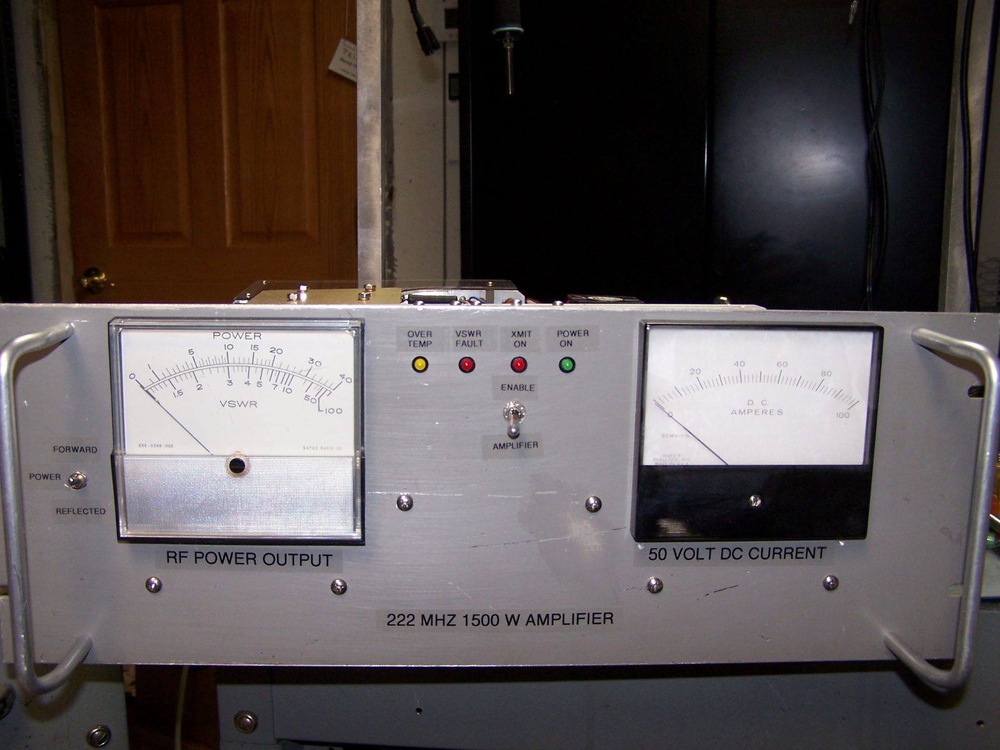 POWER
0 1 5 10 15 20 30 40
1.5 2 3 4 5 7 10 50 100
VSWR
632-0368-002
GATES RADIO CO
FORWARD
POWER
REFLECTED
RF POWER OUTPUT
OVER
TEMP
VSWR
FAULT
XMIT
ON
POWER
ON
ENABLE
AMPLIFIER
0 20 40 60 80 100
D. C.
AMPERES
50 MV. F.S.
HOYT
50 VOLT DC CURRENT
222 MHZ 1500 W AMPLIFIER